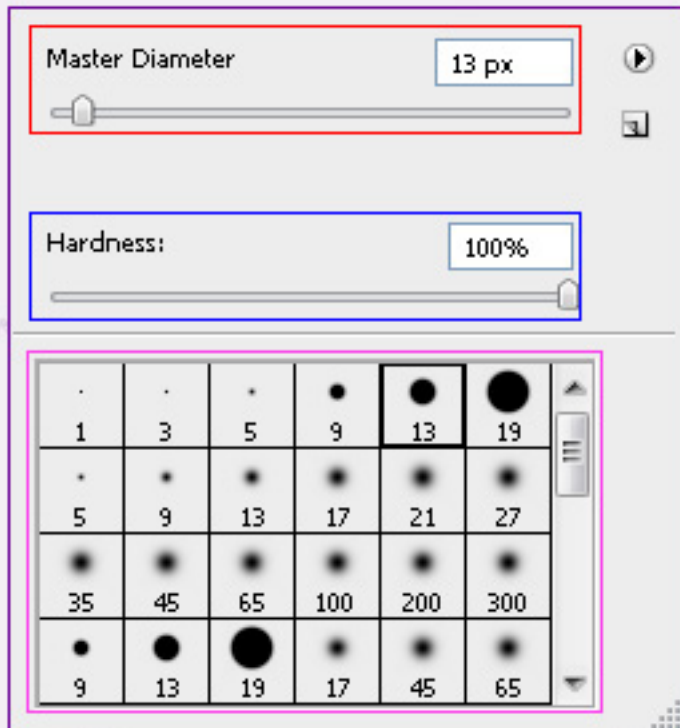 Master Diameter 13 px
Hardness: 100%
1 3 5 9 13 19
5 9 13 17 21 27
35 45 65 100 200 300
9 13 19 17 45 65